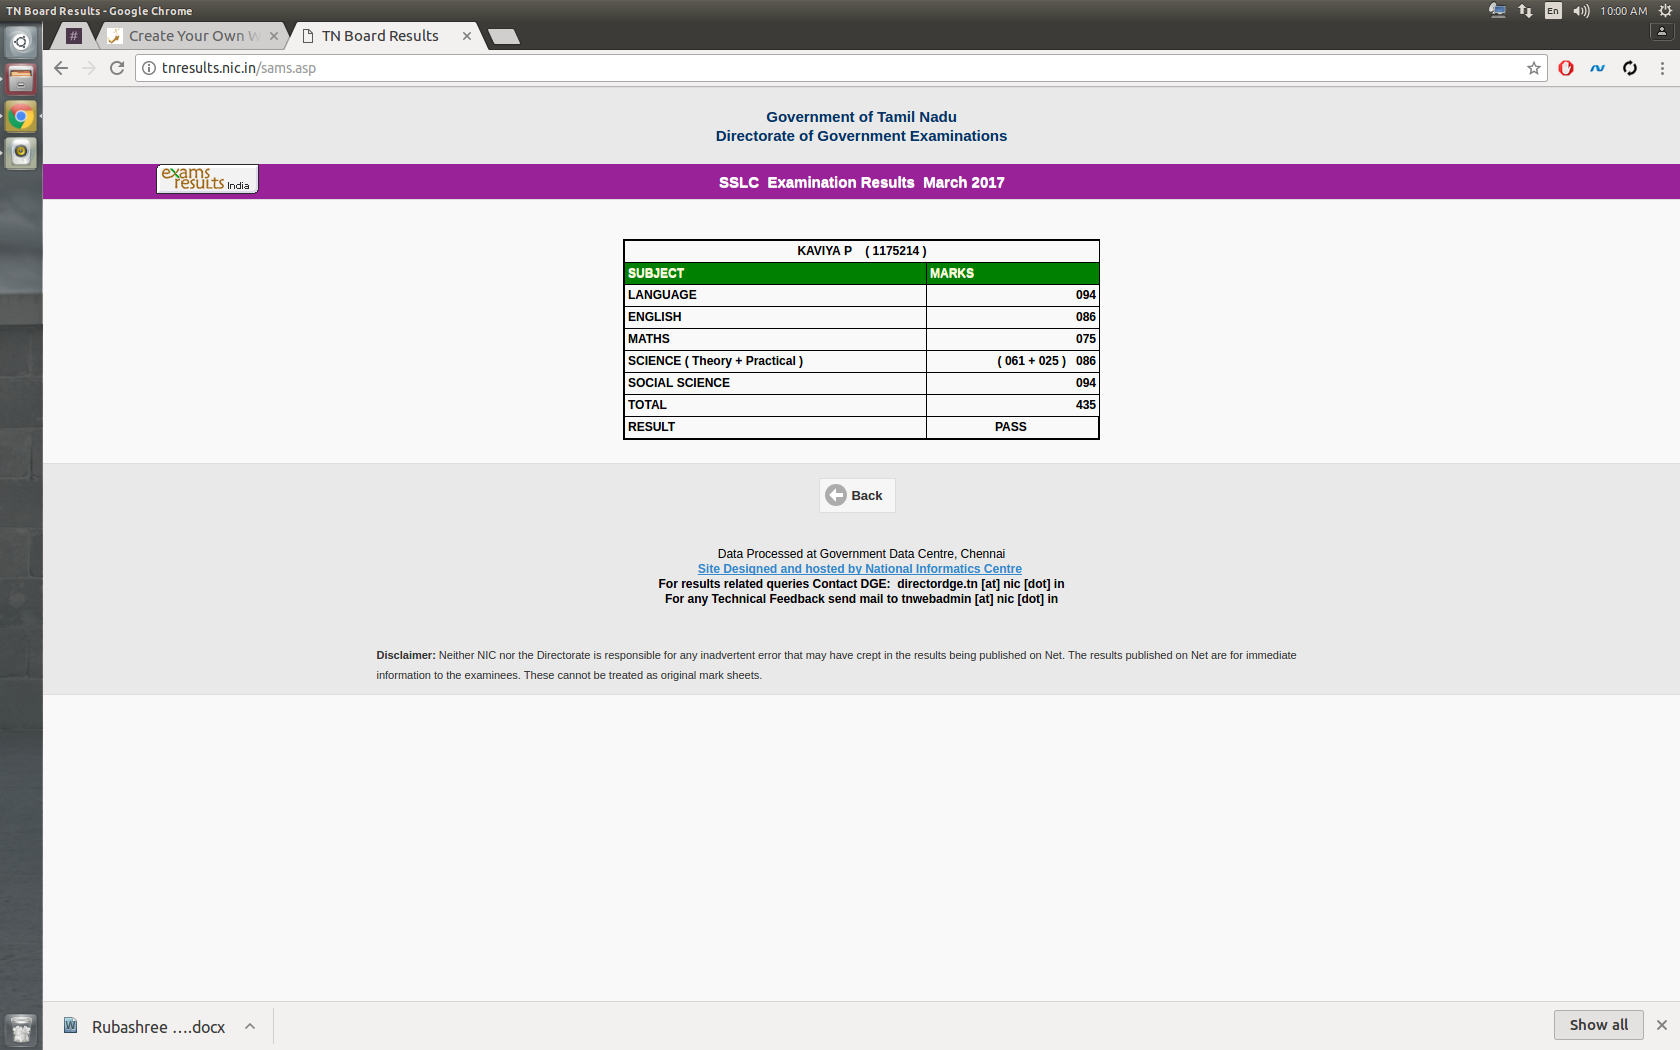 TN Board Results - Google Chrome
En
10:00 AM
#
Create Your Own W
TN Board Results
tnresults.nic.in/sams.asp
Government of Tamil Nadu
Directorate of Government Examinations
exams
results India
SSLC Examination Results March 2017
KAVIYA P ( 1175214 )
SUBJECT MARKS
LANGUAGE 094
ENGLISH 086
MATHS 075
SCIENCE ( Theory + Practical ) ( 061 + 025 ) 086
SOCIAL SCIENCE 094
TOTAL 435
RESULT PASS
Back
Data Processed at Government Data Centre, Chennai
Site Designed and hosted by National Informatics Centre
For results related queries Contact DGE: directordge.tn [at] nic [dot] in
For any Technical Feedback send mail to tnwebadmin [at] nic [dot] in
Disclaimer: Neither NIC nor the Directorate is responsible for any inadvertent error that may have crept in the results being published on Net. The results published on Net are for immediate
information to the examinees. These cannot be treated as original mark sheets.
W
Rubashree ....docx
Show all